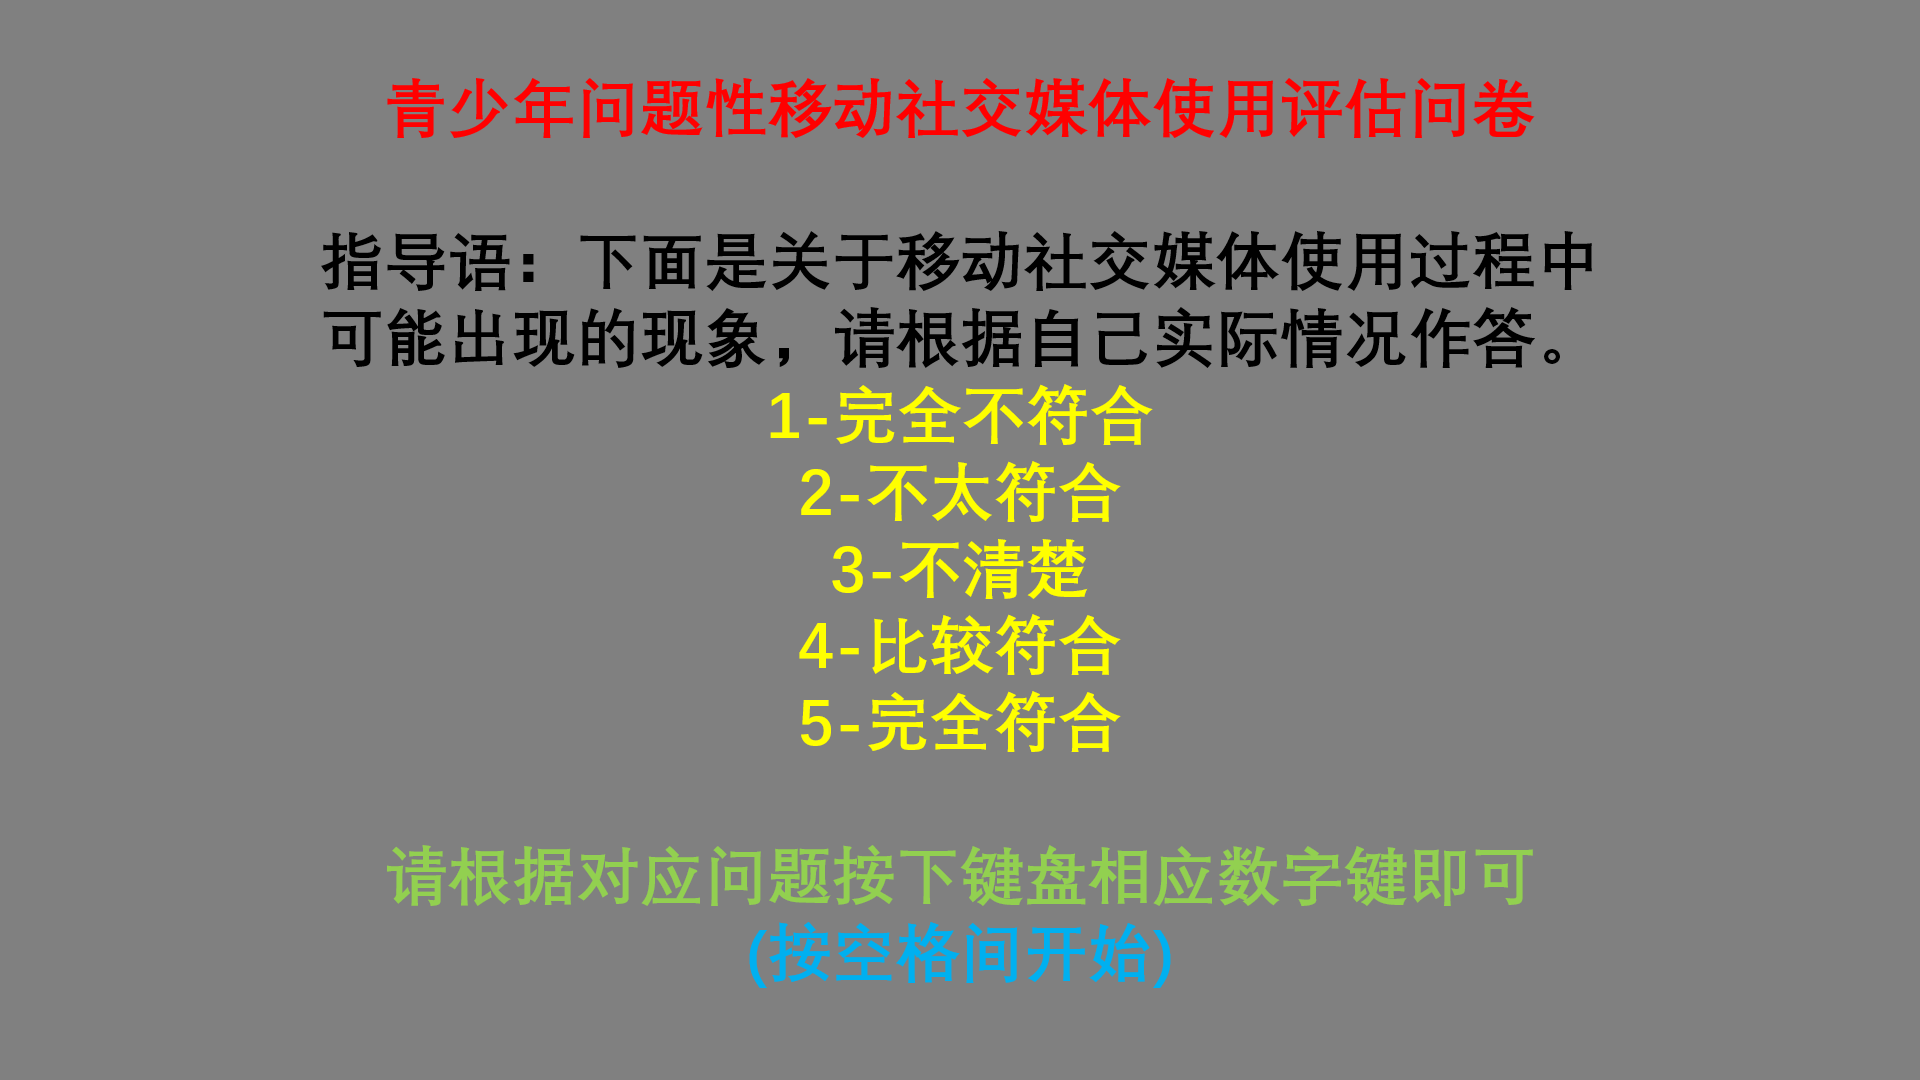 青少年问题性移动社交媒体使用评估问卷
指导语：下面是关于移动社交媒体使用过程中
可能出现的现象，请根据自己实际情况作答。
1-完全不符合
2-不太符合
3-不清楚
4-比较符合
5-完全符合
请根据对应问题按下键盘相应数字键即可
(按空格间开始)